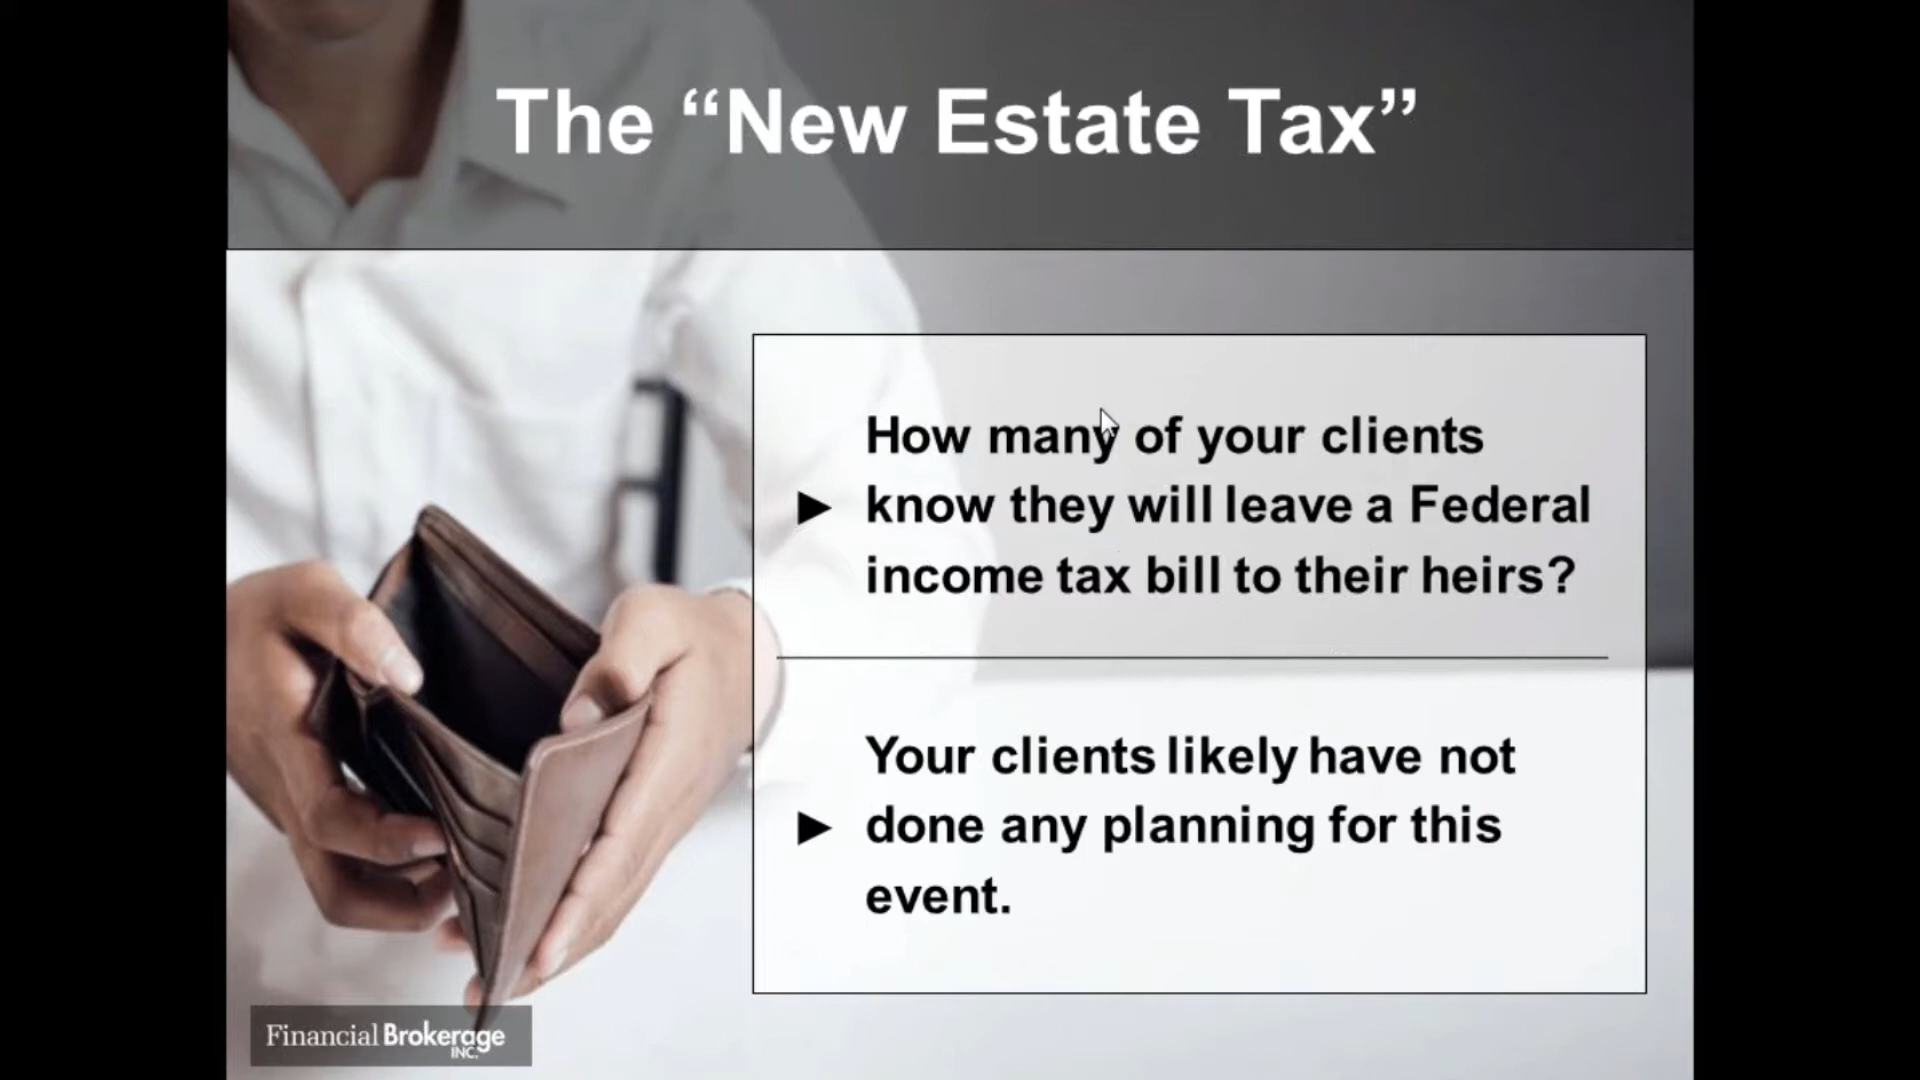 The “New Estate Tax”
How many of your clients
► know they will leave a Federal
income tax bill to their heirs?
Your clients likely have not
► done any planning for this
event.
Financial Brokerage
INC.